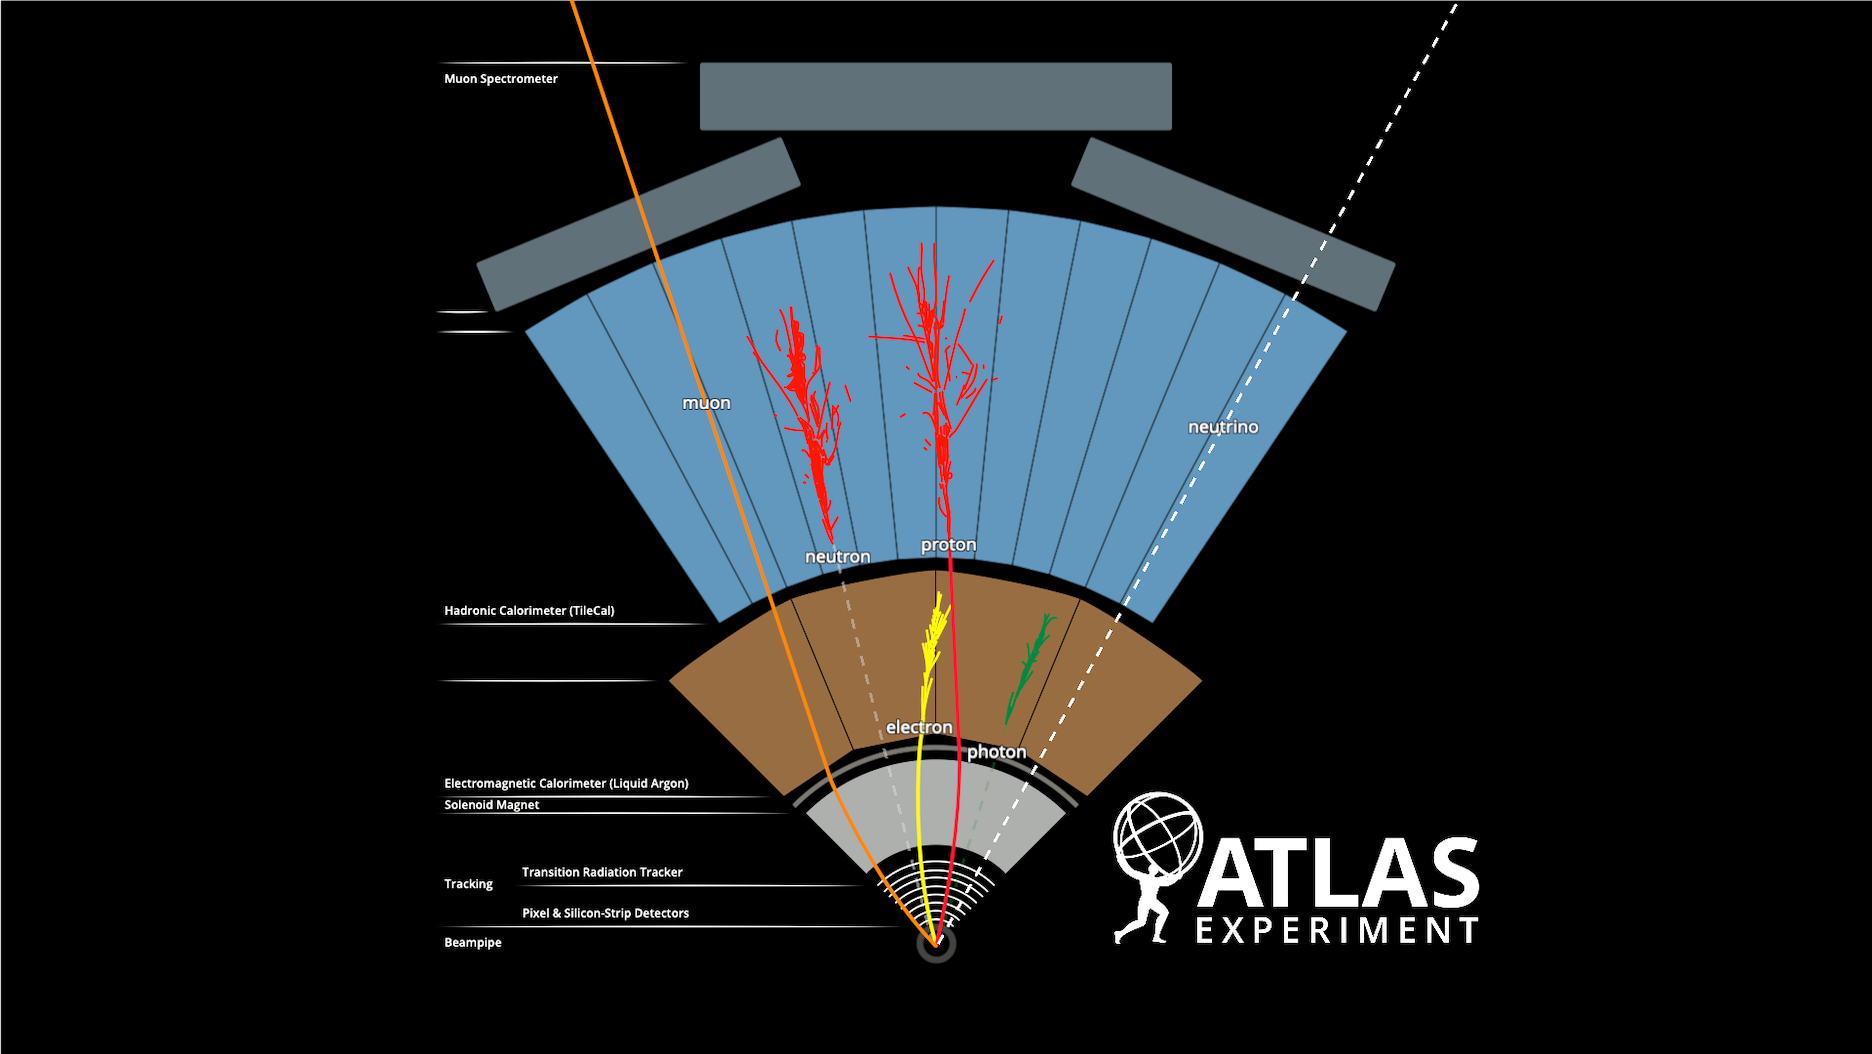 Muon Spectrometer
muon
neutrino
neutron
proton
Hadronic Calorimeter (TileCal)
electron
photon
Electromagnetic Calorimeter (Liquid Argon)
Solenoid Magnet
Transition Radiation Tracker
Tracking
Pixel & Silicon-Strip Detectors
Beampipe
ATLAS
EXPERIMENT